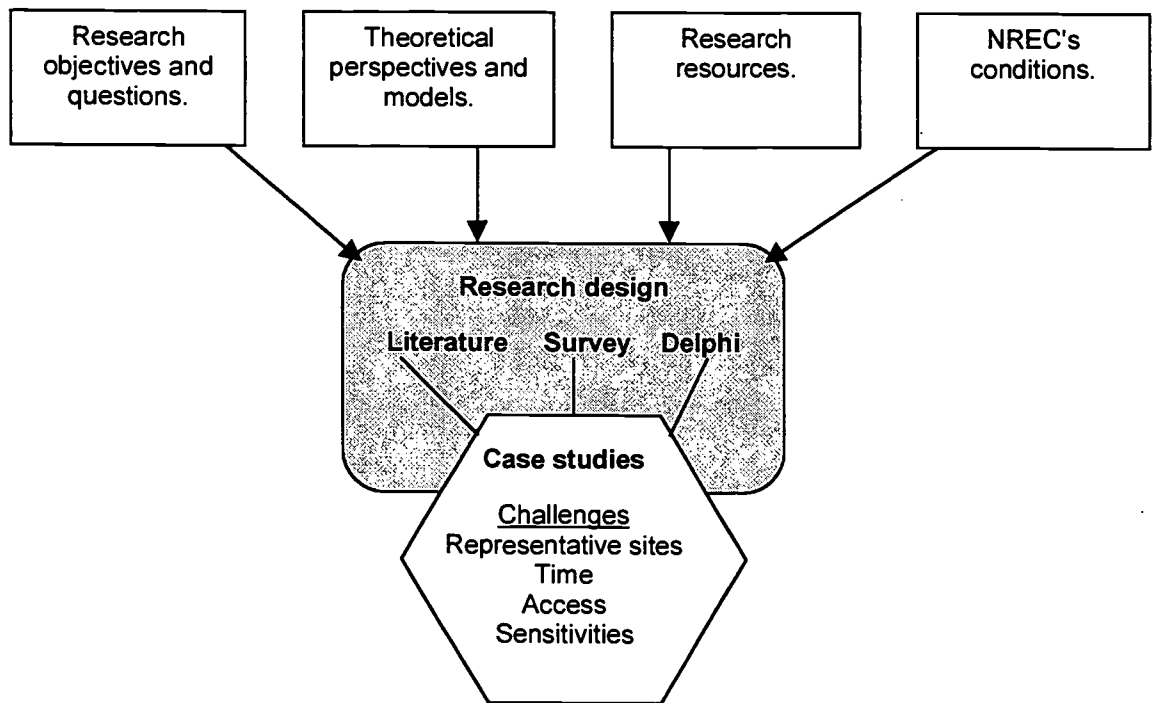 Research
objectives and
questions.
Theoretical
perspectives and
models.
Research
resources.
NREC's
conditions.
Research design
Literature Survey Delphi
Case studies
Challenges
Representative sites
Time
Access
Sensitivities